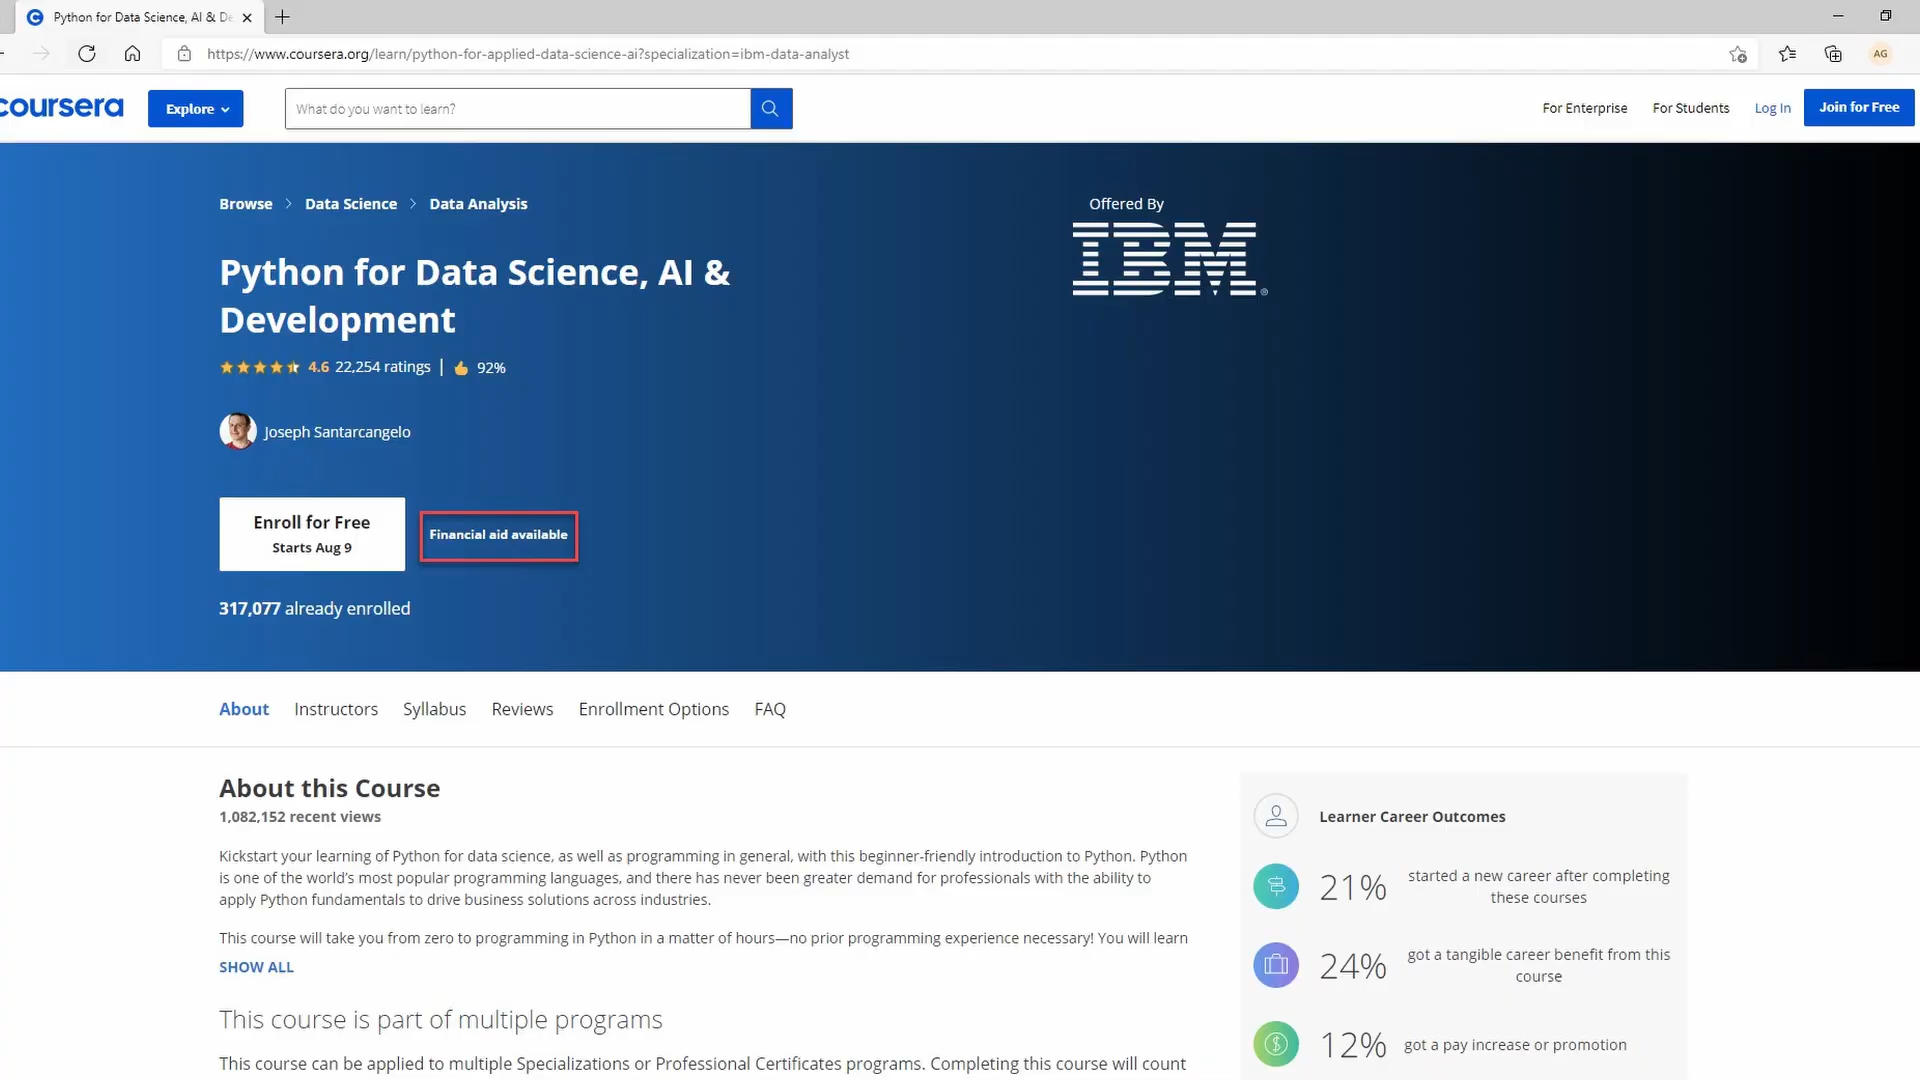 Python for Data Science, AI & De
https://www.coursera.org/learn/python-for-applied-data-science-ai?specialization=ibm-data-analyst
AG
coursera
Explore
What do you want to learn?
For Enterprise
For Students
Log In
Join for Free
Browse > Data Science > Data Analysis
Offered By
IBM®
Python for Data Science, AI &
Development
4.6 22,254 ratings | 92%
Joseph Santarcangelo
Enroll for Free
Starts Aug 9
Financial aid available
317,077 already enrolled
About Instructors Syllabus Reviews Enrollment Options FAQ
About this Course
1,082,152 recent views
Kickstart your learning of Python for data science, as well as programming in general, with this beginner-friendly introduction to Python. Python
is one of the world’s most popular programming languages, and there has never been greater demand for professionals with the ability to
apply Python fundamentals to drive business solutions across industries.
This course will take you from zero to programming in Python in a matter of hours—no prior programming experience necessary! You will learn
SHOW ALL
This course is part of multiple programs
This course can be applied to multiple Specializations or Professional Certificates programs. Completing this course will count
Learner Career Outcomes
21%
started a new career after completing
these courses
24%
got a tangible career benefit from this
course
12%
got a pay increase or promotion